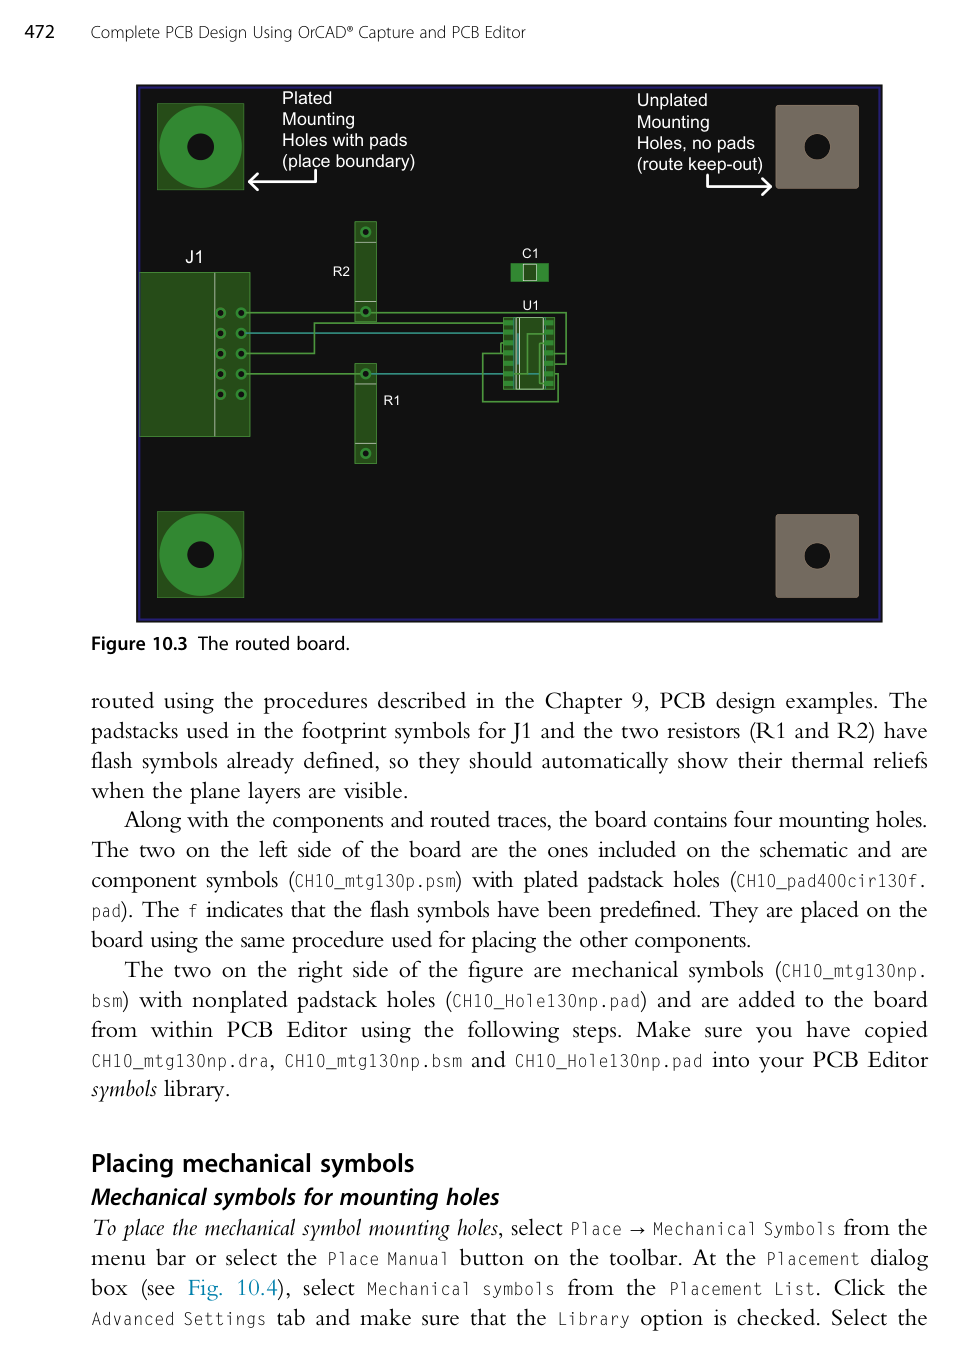 472 Complete PCB Design Using OrCAD® Capture and PCB Editor
Plated
Mounting
Holes with pads
(place boundary)
Unplated
Mounting
Holes, no pads
(route keep-out)
J1
R2
C1
U1
R1
Figure 10.3 The routed board.
routed using the procedures described in the Chapter 9, PCB design examples. The
padstacks used in the footprint symbols for J1 and the two resistors (R1 and R2) have
flash symbols already defined, so they should automatically show their thermal reliefs
when the plane layers are visible.
Along with the components and routed traces, the board contains four mounting holes.
The two on the left side of the board are the ones included on the schematic and are
component symbols (CH10_mtg130p.psm) with plated padstack holes (CH10_pad400cir130f.
pad). The f indicates that the flash symbols have been predefined. They are placed on the
board using the same procedure used for placing the other components.
The two on the right side of the figure are mechanical symbols (CH10_mtg130np.
bsm) with nonplated padstack holes (CH10_Hole130np.pad) and are added to the board
from within PCB Editor using the following steps. Make sure you have copied
CH10_mtg130np.dra, CH10_mtg130np.bsm and CH10_Hole130np.pad into your PCB Editor
symbols library.
Placing mechanical symbols
Mechanical symbols for mounting holes
To place the mechanical symbol mounting holes, select Place → Mechanical Symbols from the
menu bar or select the Place Manual button on the toolbar. At the Placement dialog
box (see Fig. 10.4), select Mechanical symbols from the Placement List. Click the
Advanced Settings tab and make sure that the Library option is checked. Select the